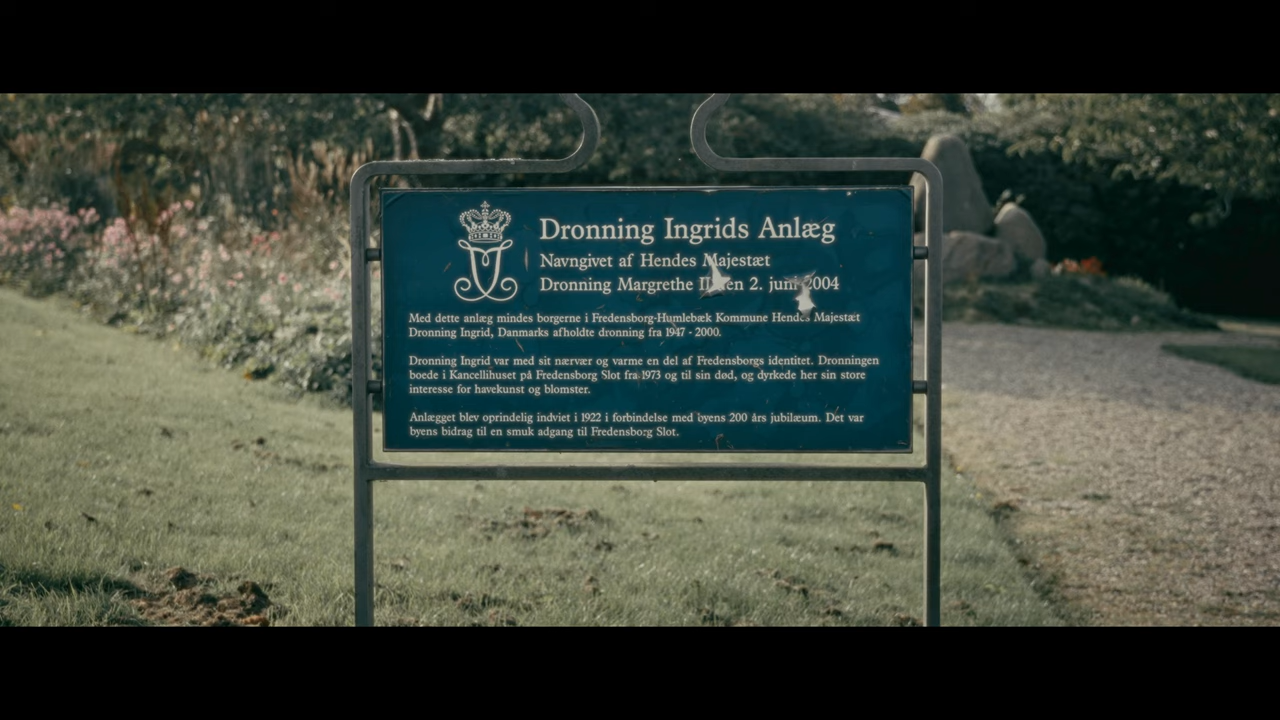 Dronning Ingrids Anlæg
Navngivet af Hendes Majestæt
Dronning Margrethe II den 2. juni 2004
Med dette anlæg mindes borgerne i Fredensborg-Humlebæk Kommune Hendes Majestæt
Dronning Ingrid, Danmarks afholdte dronning fra 1947 - 2000.
Dronning Ingrid var med sit nærvær og varme en del af Fredensborgs identitet. Dronningen
boede i Kancellihuset på Fredensborg Slot fra 1973 og til sin død, og dyrkede her sin store
interesse for havekunst og blomster.
Anlægget blev oprindelig indviet i 1922 i forbindelse med byens 200 års jubilæum. Det var
byens bidrag til en smuk adgang til Fredensborg Slot.